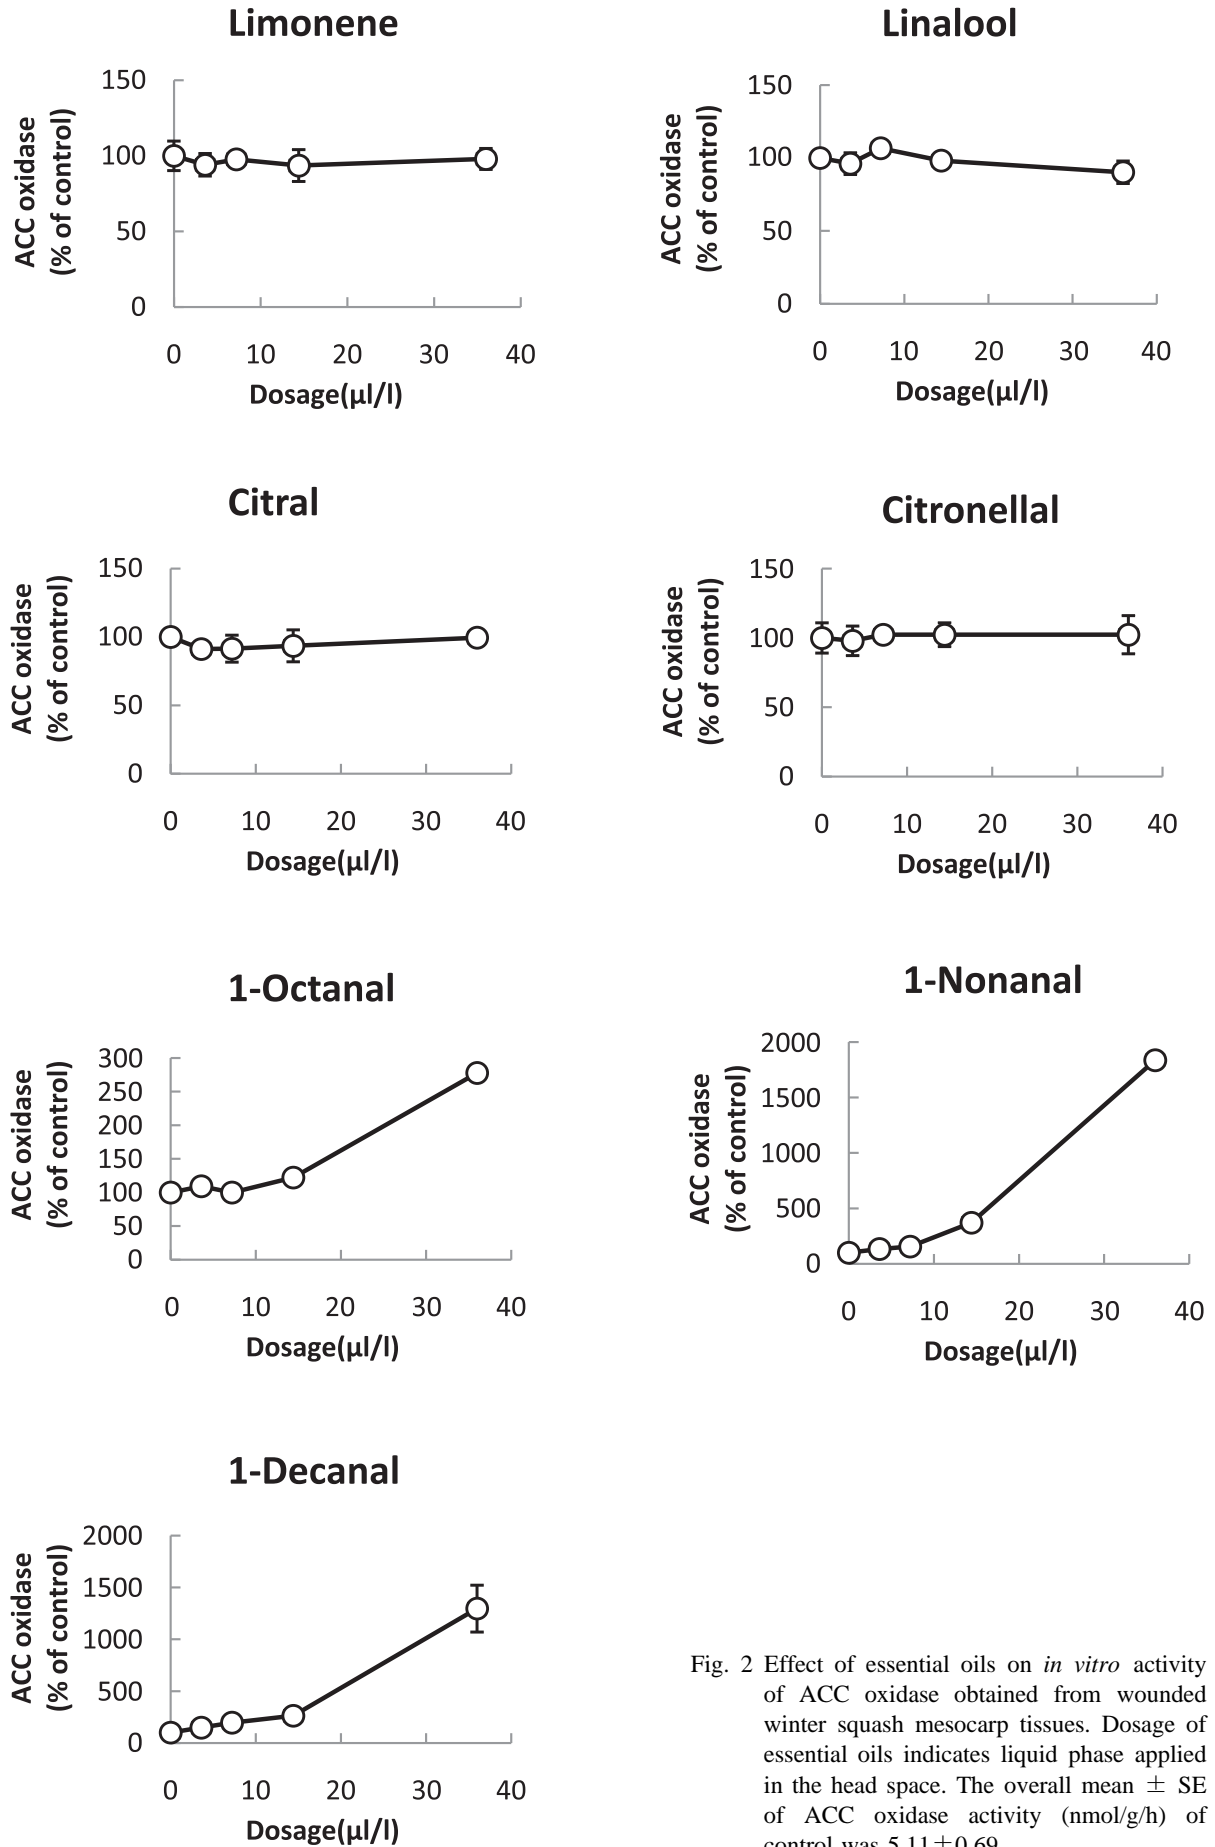 Limonene
150
100
50
0
0 10 20 30 40
ACC oxidase
(% of control)
Dosage(μl/l)
Linalool
150
100
50
0
0 10 20 30 40
ACC oxidase
(% of control)
Dosage(μl/l)
Citral
150
100
50
0
0 10 20 30 40
ACC oxidase
(% of control)
Dosage(μl/l)
Citronellal
150
100
50
0
0 10 20 30 40
ACC oxidase
(% of control)
Dosage(μl/l)
1-Octanal
300
250
200
150
100
50
0
0 10 20 30 40
ACC oxidase
(% of control)
Dosage(μl/l)
1-Nonanal
2000
1500
1000
500
0
0 10 20 30 40
ACC oxidase
(% of control)
Dosage(μl/l)
1-Decanal
2000
1500
1000
500
0
0 10 20 30 40
ACC oxidase
(% of control)
Dosage(μl/l)
Fig. 2 Effect of essential oils on in vitro activity
of ACC oxidase obtained from wounded
winter squash mesocarp tissues. Dosage of
essential oils indicates liquid phase applied
in the head space. The overall mean ± SE
of ACC oxidase activity (nmol/g/h) of
control was 5.11±0.69